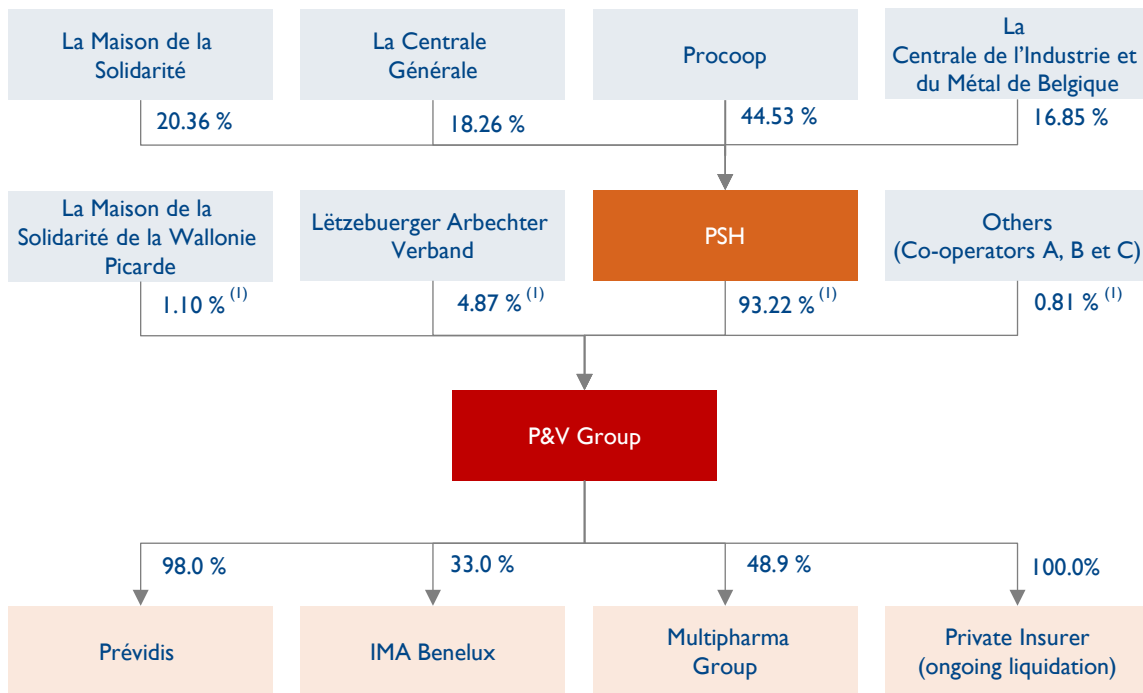 La Maison de la
Solidarité
La Centrale
Générale
Procoop
La
Centrale de l’Industrie et
du Métal de Belgique
20.36 %
18.26 %
44.53 %
16.85 %
La Maison de la
Solidarité de la Wallonie
Picarde
Lëtzebuerger Arbechter
Verband
PSH
Others
(Co-operators A, B et C)
1.10 % (1)
4.87 % (1)
93.22 % (1)
0.81 % (1)
P&V Group
98.0 %
33.0 %
48.9 %
100.0%
Prévidis
IMA Benelux
Multipharma
Group
Private Insurer
(ongoing liquidation)